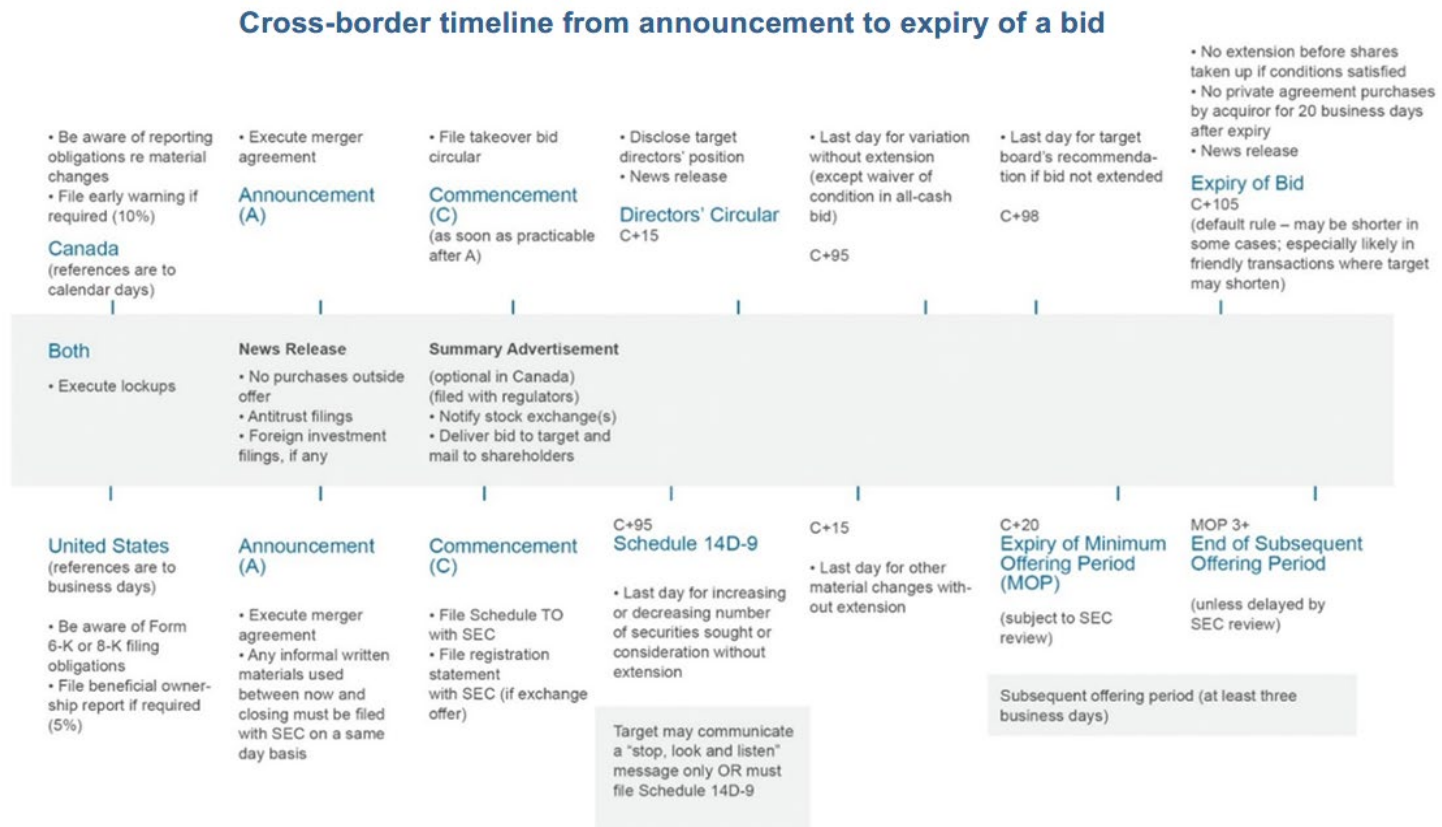 Cross-border timeline from announcement to expiry of a bid
• Be aware of reporting
obligations re material
changes
• File early warning if
required (10%)
Canada
(references are to
calendar days)
• Execute merger
agreement
Announcement
(A)
• File takeover bid
circular
Commencement
(C)
(as soon as practicable
after A)
• Disclose target
directors' position
• News release
Directors' Circular
C+15
• Last day for variation
without extension
(except waiver of
condition in all-cash
bid)
C+95
• Last day for target
board's recommenda-
tion if bid not extended
C+98
• No extension before shares
taken up if conditions satisfied
• No private agreement purchases
by acquiror for 20 business days
after expiry
• News release
Expiry of Bid
C+105
(default rule – may be shorter in
some cases; especially likely in
friendly transactions where target
may shorten)
Both
• Execute lockups
News Release
• No purchases outside
offer
• Antitrust filings
• Foreign investment
filings, if any
Summary Advertisement
(optional in Canada)
(filed with regulators)
• Notify stock exchange(s)
• Deliver bid to target and
mail to shareholders
United States
(references are to
business days)
• Be aware of Form
6-K or 8-K filing
obligations
• File beneficial owner-
ship report if required
(5%)
Announcement
(A)
• Execute merger
agreement
• Any informal written
materials used
between now and
closing must be filed
with SEC on a same
day basis
Commencement
(C)
• File Schedule TO
with SEC
• File registration
statement
with SEC (if exchange
offer)
C+95
Schedule 14D-9
• Last day for increasing
or decreasing number
of securities sought or
consideration without
extension
Target may communicate
a "stop, look and listen"
message only OR must
file Schedule 14D-9
C+15
• Last day for other
material changes with-
out extension
C+20
Expiry of Minimum
Offering Period
(MOP)
(subject to SEC
review)
MOP 3+
End of Subsequent
Offering Period
(unless delayed by
SEC review)
Subsequent offering period (at least three
business days)